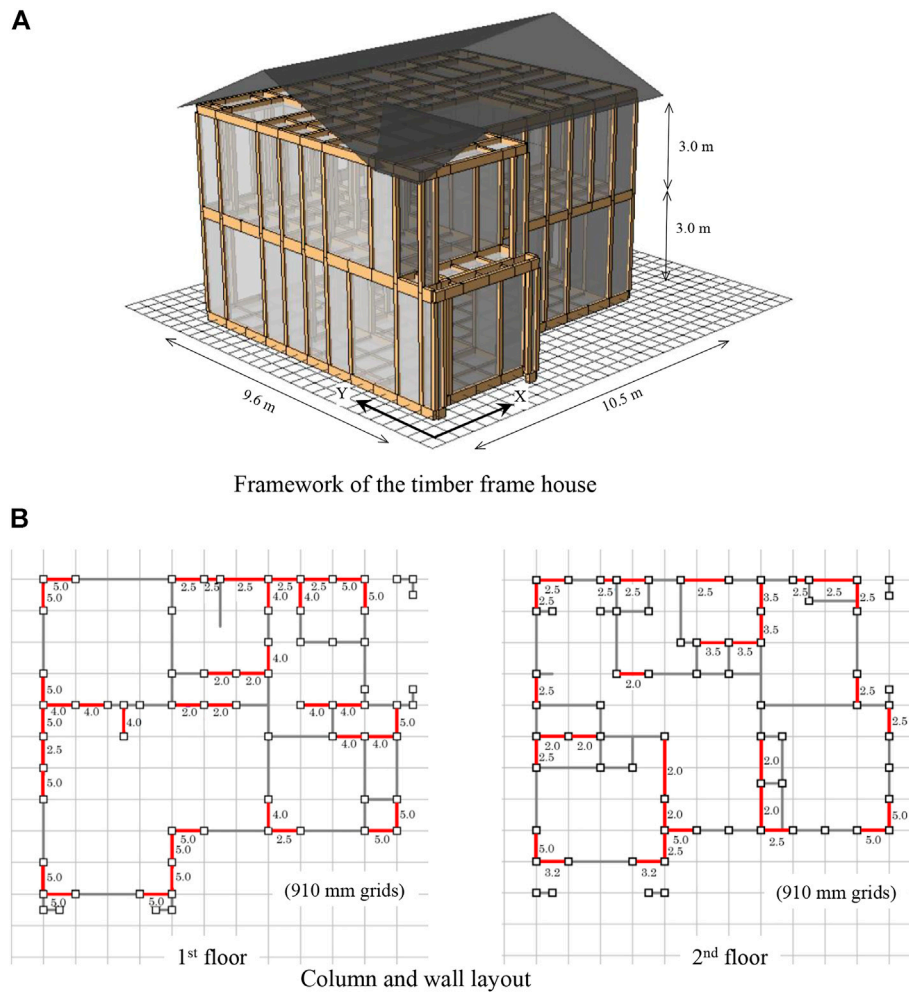 A
3.0 m
3.0 m
9.6 m
Y
X
10.5 m
Framework of the timber frame house
B
5.0 2.5 2.5 2.5 2.5 2.5 5.0
5.0 4.0 4.0 5.0
4.0
5.0 2.0 2.0
4.0 4.0 2.0 2.0 4.0 4.0
5.0 4.0 5.0
2.5 4.0 4.0
5.0
4.0 5.0
5.0 2.5 5.0
5.0
5.0 5.0
5.0 5.0
(910 mm grids)
1st floor
2.5 2.5 2.5 2.5 2.5 2.5
2.5 3.5 2.5
3.5
3.5 3.5
2.5 2.0 2.5
2.0 2.0 2.5
2.5 2.0 2.0
2.0 5.0
5.0 5.0 2.5 5.0
2.5
3.2 3.2
(910 mm grids)
2nd floor
Column and wall layout